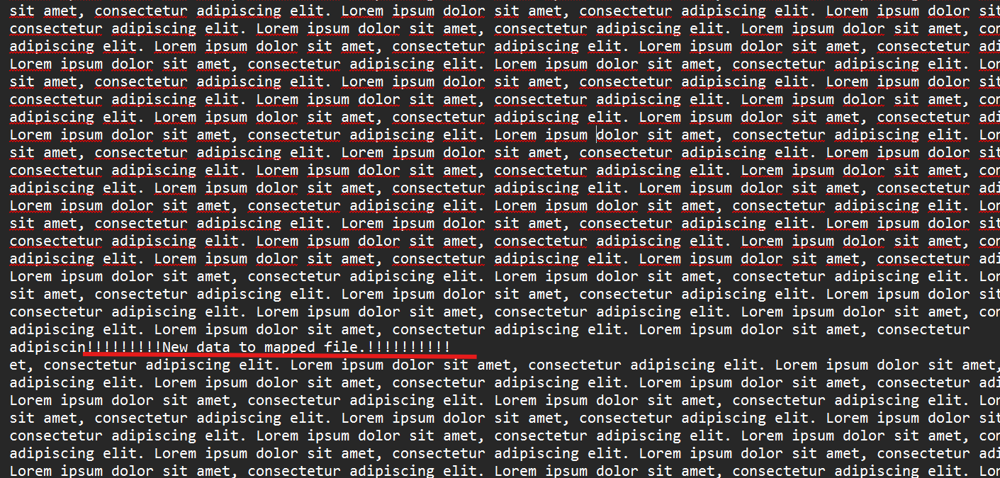 sit amet, consectetur adipiscing elit. Lorem ipsum dolor sit amet, consectetur adipiscing elit. Lorem ipsum dolor sit
consectetur adipiscing elit. Lorem ipsum dolor sit amet, consectetur adipiscing elit. Lorem ipsum dolor sit amet, con
adipiscing elit. Lorem ipsum dolor sit amet, consectetur adipiscing elit. Lorem ipsum dolor sit amet, consectetur adi
Lorem ipsum dolor sit amet, consectetur adipiscing elit. Lorem ipsum dolor sit amet, consectetur adipiscing elit. Lor
sit amet, consectetur adipiscing elit. Lorem ipsum dolor sit amet, consectetur adipiscing elit. Lorem ipsum dolor sit
consectetur adipiscing elit. Lorem ipsum dolor sit amet, consectetur adipiscing elit. Lorem ipsum dolor sit amet, con
adipiscing elit. Lorem ipsum dolor sit amet, consectetur adipiscing elit. Lorem ipsum dolor sit amet, consectetur adi
Lorem ipsum dolor sit amet, consectetur adipiscing elit. Lorem ipsum dolor sit amet, consectetur adipiscing elit. Lor
sit amet, consectetur adipiscing elit. Lorem ipsum dolor sit amet, consectetur adipiscing elit. Lorem ipsum dolor sit
consectetur adipiscing elit. Lorem ipsum dolor sit amet, consectetur adipiscing elit. Lorem ipsum dolor sit amet, con
adipiscing elit. Lorem ipsum dolor sit amet, consectetur adipiscing elit. Lorem ipsum dolor sit amet, consectetur adi
Lorem ipsum dolor sit amet, consectetur adipiscing elit. Lorem ipsum dolor sit amet, consectetur adipiscing elit. Lor
sit amet, consectetur adipiscing elit. Lorem ipsum dolor sit amet, consectetur adipiscing elit. Lorem ipsum dolor sit
consectetur adipiscing elit. Lorem ipsum dolor sit amet, consectetur adipiscing elit. Lorem ipsum dolor sit amet, con
adipiscing elit. Lorem ipsum dolor sit amet, consectetur adipiscing elit. Lorem ipsum dolor sit amet, consectetur adi
Lorem ipsum dolor sit amet, consectetur adipiscing elit. Lorem ipsum dolor sit amet, consectetur adipiscing elit. Lor
sit amet, consectetur adipiscing elit. Lorem ipsum dolor sit amet, consectetur adipiscing elit. Lorem ipsum dolor sit
consectetur adipiscing elit. Lorem ipsum dolor sit amet, consectetur adipiscing elit. Lorem ipsum dolor sit amet, con
adipiscing elit. Lorem ipsum dolor sit amet, consectetur adipiscing elit. Lorem ipsum dolor sit amet, consectetur
adipiscin!!!!!!!!!New data to mapped file.!!!!!!!!!!
et, consectetur adipiscing elit. Lorem ipsum dolor sit amet, consectetur adipiscing elit. Lorem ipsum dolor sit amet,
adipiscing elit. Lorem ipsum dolor sit amet, consectetur adipiscing elit. Lorem ipsum dolor sit amet, consectetur adi
Lorem ipsum dolor sit amet, consectetur adipiscing elit. Lorem ipsum dolor sit amet, consectetur adipiscing elit. Lor
sit amet, consectetur adipiscing elit. Lorem ipsum dolor sit amet, consectetur adipiscing elit. Lorem ipsum dolor sit
consectetur adipiscing elit. Lorem ipsum dolor sit amet, consectetur adipiscing elit. Lorem ipsum dolor sit amet, con
adipiscing elit. Lorem ipsum dolor sit amet, consectetur adipiscing elit. Lorem ipsum dolor sit amet, consectetur adi
Lorem ipsum dolor sit amet, consectetur adipiscing elit. Lorem ipsum dolor sit amet, consectetur adipiscing elit. Lor